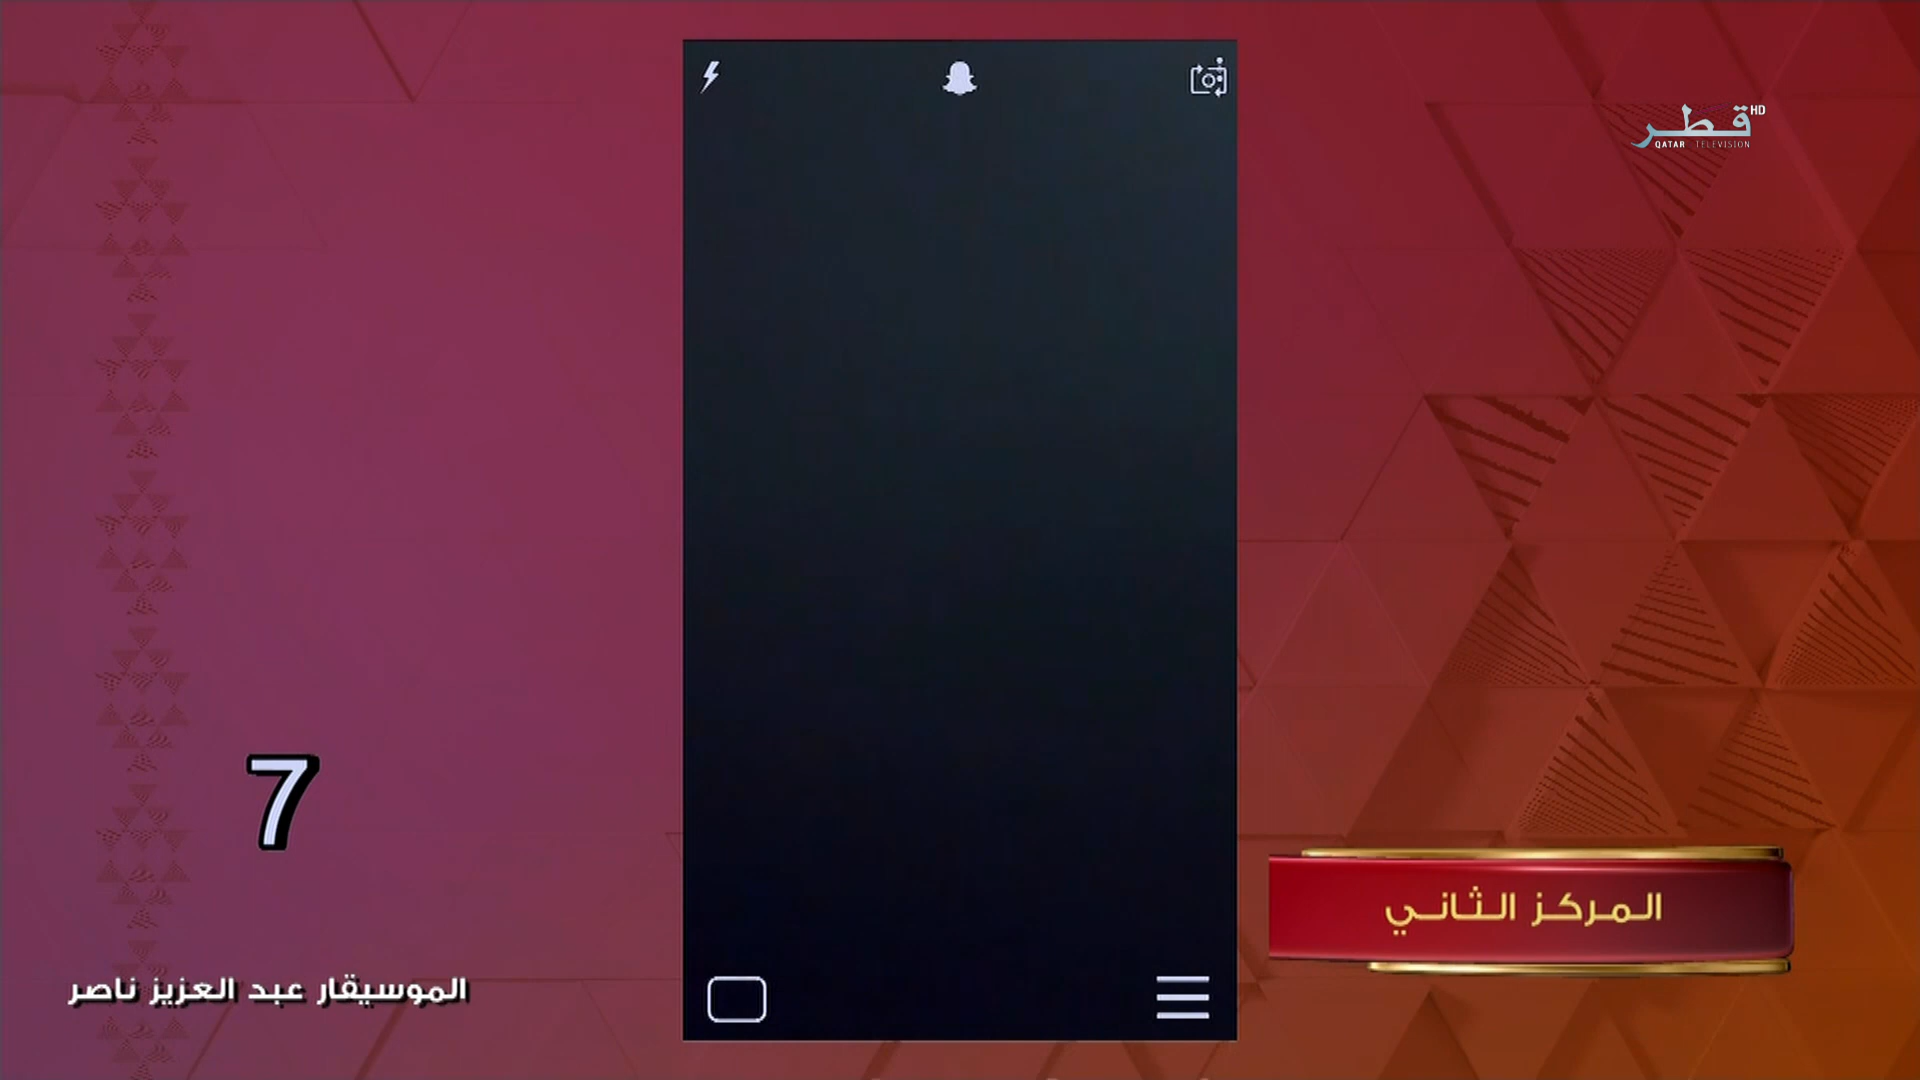 قطر HD
QATAR TELEVISION
7
المركز الثاني
الموسيقار عبد العزيز ناصر